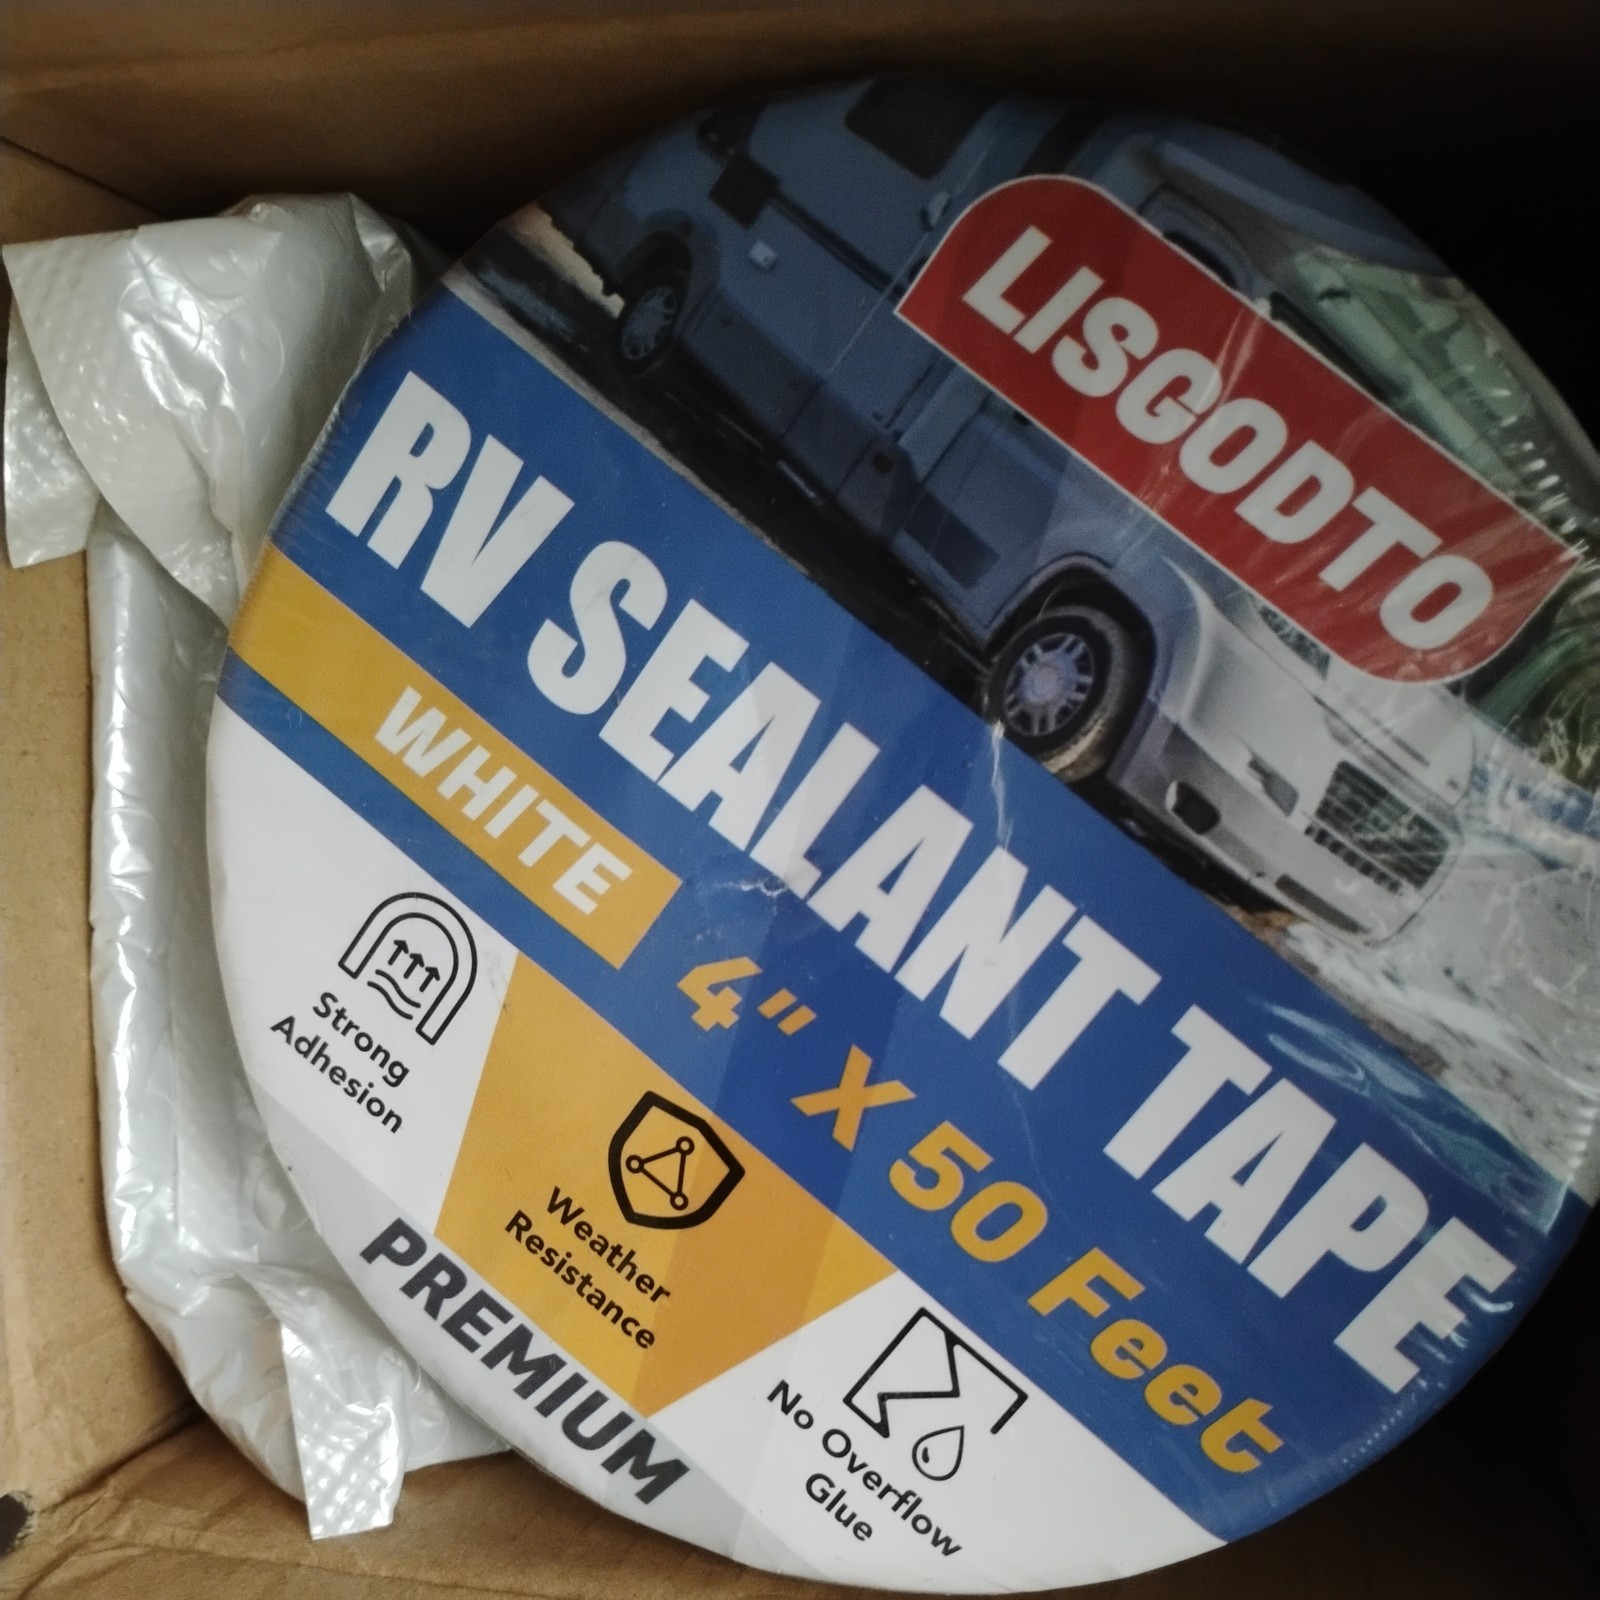 LISGODTO
RV SEALANT TAPE
WHITE
4" X 50 Feet
Strong
Adhesion
Weather
Resistance
No Overflow
Glue
PREMIUM